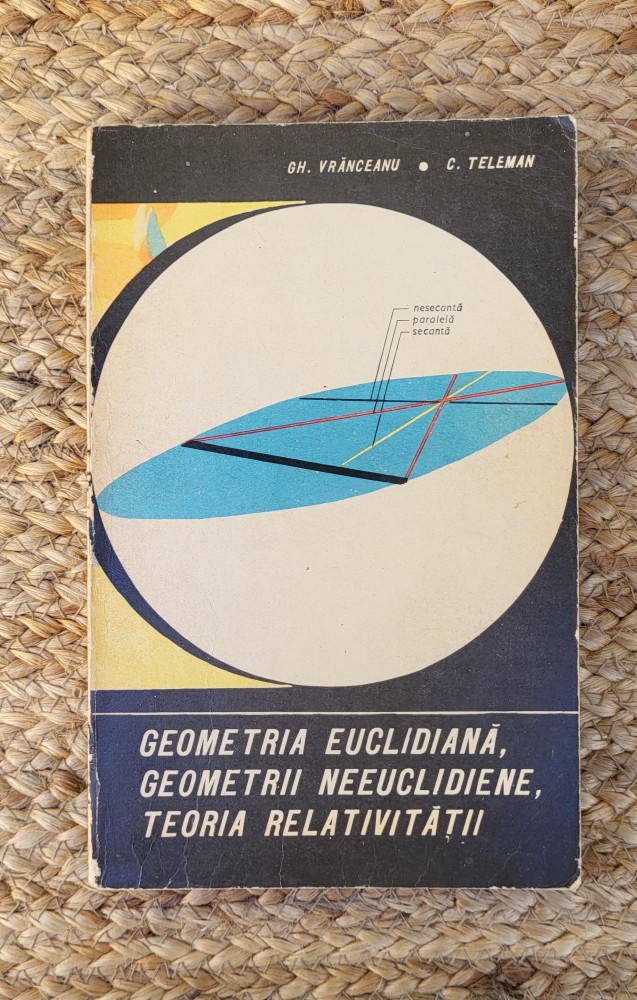 GH. VRĂNCEANU • C. TELEMAN
nesecantă
paralelă
secantă
GEOMETRIA EUCLIDIANĂ,
GEOMETRII NEEUCLIDIENE,
TEORIA RELATIVITĂȚII